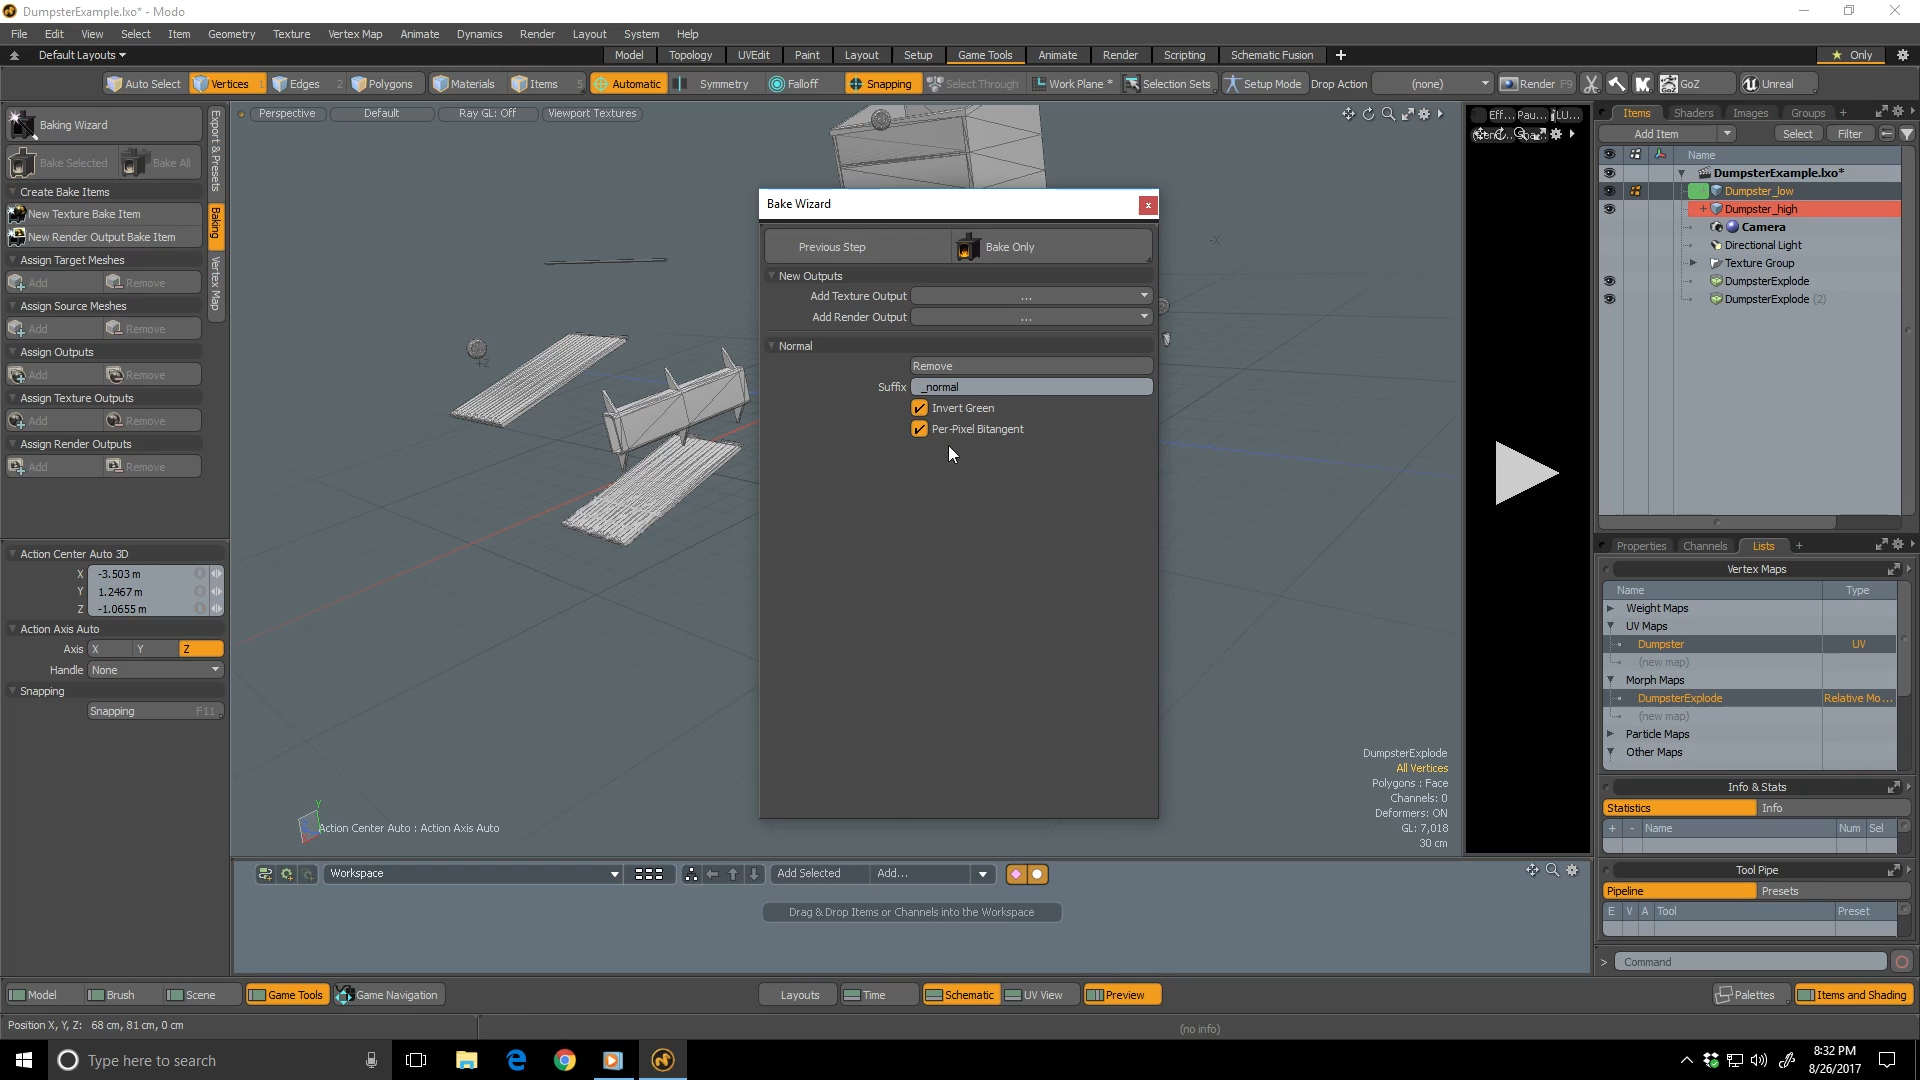 DumpsterExample.lxo* - Modo
File Edit View Select Item Geometry Texture Vertex Map Animate Dynamics Render Layout System Help
Default Layouts Model Topology UVEdit Paint Layout Setup Game Tools Animate Render Scripting Schematic Fusion Only
Auto Select Vertices 1 Edges 2 Polygons Materials Items 5 Automatic Symmetry Falloff Snapping Select Through Work Plane * Selection Sets Setup Mode Drop Action (none) Render F9 GoZ Unreal
Baking Wizard
Bake Selected Bake All
Create Bake Items
New Texture Bake Item
New Render Output Bake Item
Assign Target Meshes
Add Remove
Assign Source Meshes
Add Remove
Assign Outputs
Add Remove
Assign Texture Outputs
Add Remove
Assign Render Outputs
Add Remove
Export & Presets
Baking
Vertex Map
Action Center Auto 3D
X -3.503 m
Y 1.2467 m
Z -1.0655 m
Action Axis Auto
Axis X Y Z
Handle None
Snapping
Snapping F11
Perspective Default Ray GL: Off Viewport Textures
-X
+Z
Bake Wizard x
Previous Step Bake Only
New Outputs
Add Texture Output ...
Add Render Output ...
Normal
Remove
Suffix _normal
Invert Green
Per-Pixel Bitangent
DumpsterExplode
All Vertices
Polygons : Face
Channels: 0
Deformers: ON
GL: 7,018
30 cm
Y
Action Center Auto : Action Axis Auto
Eff... Pau...
Items Shaders Images Groups +
Add Item Select Filter
Name
DumpsterExample.lxo*
Dumpster_low
Dumpster_high
Camera
Directional Light
Texture Group
DumpsterExplode
DumpsterExplode (2)
Properties Channels Lists +
Vertex Maps
Name Type
Weight Maps
UV Maps
Dumpster UV
(new map)
Morph Maps
DumpsterExplode Relative Mo...
(new map)
Particle Maps
Other Maps
Info & Stats
Statistics Info
+ - Name Num Sel
Tool Pipe
Pipeline Presets
E V A Tool Preset
> Command
Workspace Add Selected Add...
Drag & Drop Items or Channels into the Workspace
Model Brush Scene Game Tools Game Navigation Layouts Time Schematic UV View Preview Palettes Items and Shading
Position X, Y, Z: 68 cm, 81 cm, 0 cm (no info)
Type here to search
8:32 PM
8/26/2017